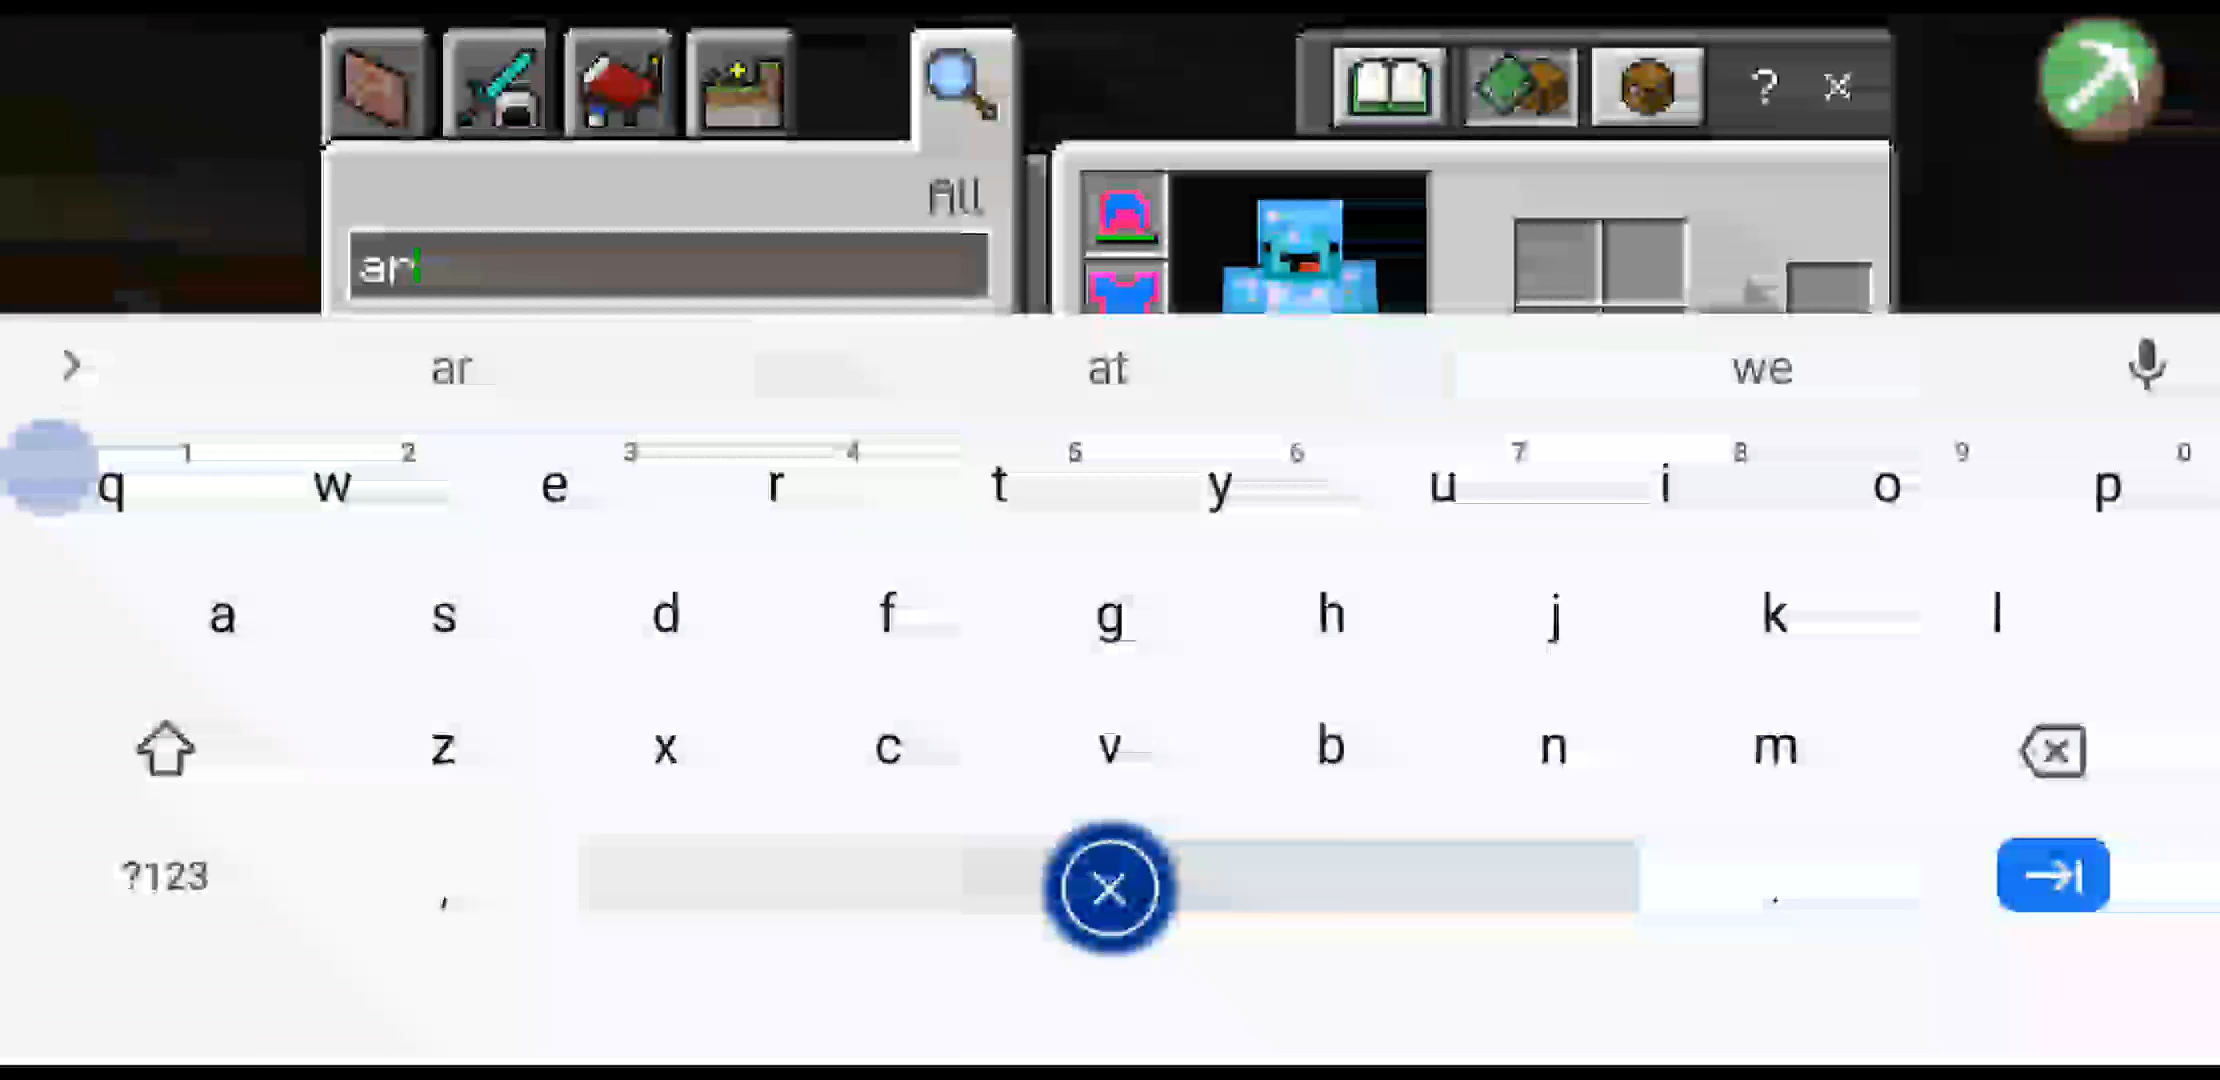 ? ×
All
ar
ar at we
1 2 3 4 5 6 7 8 9 0
q w e r t y u i o p
a s d f g h j k l
z x c v b n m
?123 , .